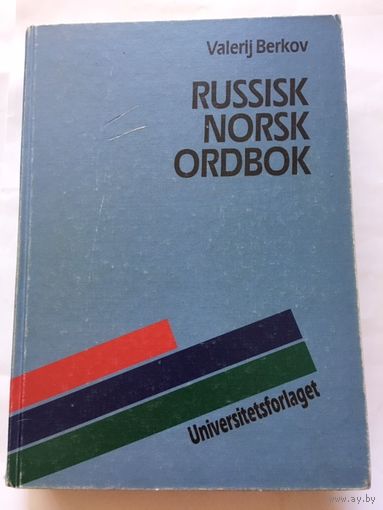 Valerij Berkov
RUSSISK
NORSK
ORDBOK
Universitetsforlaget
www.ay.by